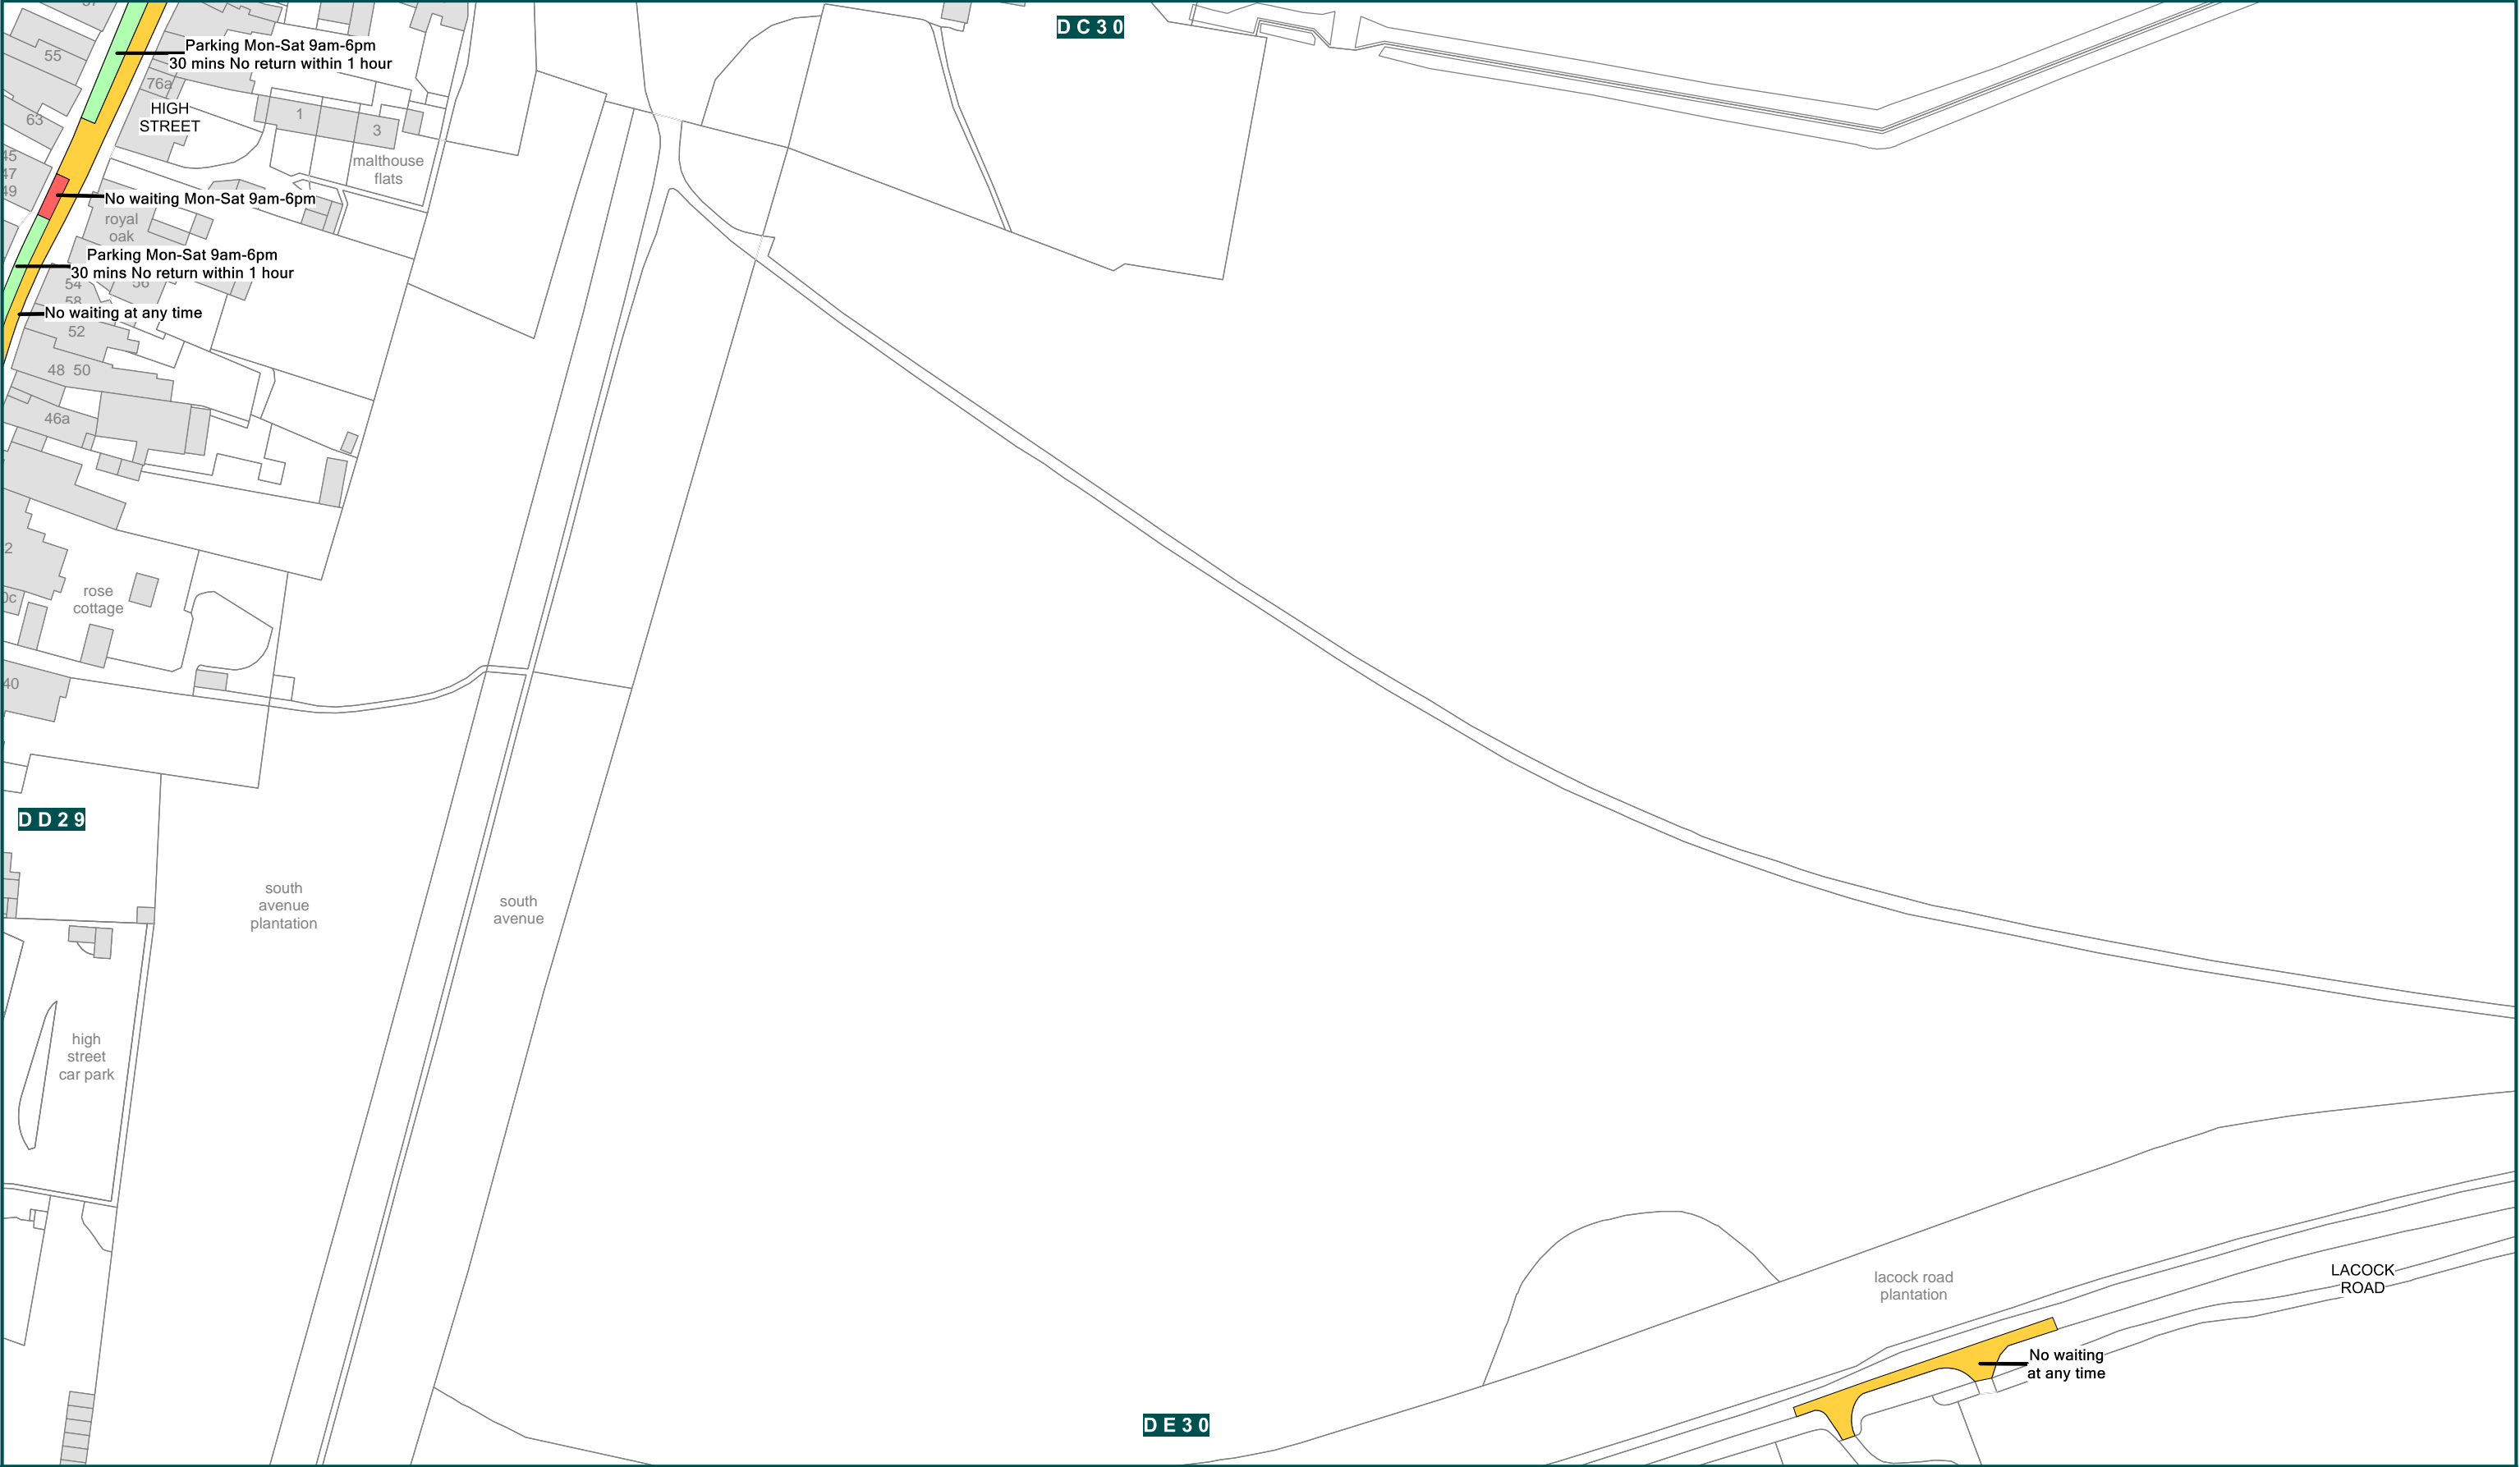 DC30
55
Parking Mon-Sat 9am-6pm
30 mins No return within 1 hour
76a
HIGH
STREET
63
1
3
malthouse
flats
45
47
49
No waiting Mon-Sat 9am-6pm
royal
oak
Parking Mon-Sat 9am-6pm
30 mins No return within 1 hour
54
56
58
No waiting at any time
52
48 50
46a
2
0c
rose
cottage
40
DD29
south
avenue
plantation
south
avenue
high
street
car park
lacock road
plantation
LACOCK
ROAD
No waiting
at any time
DE30